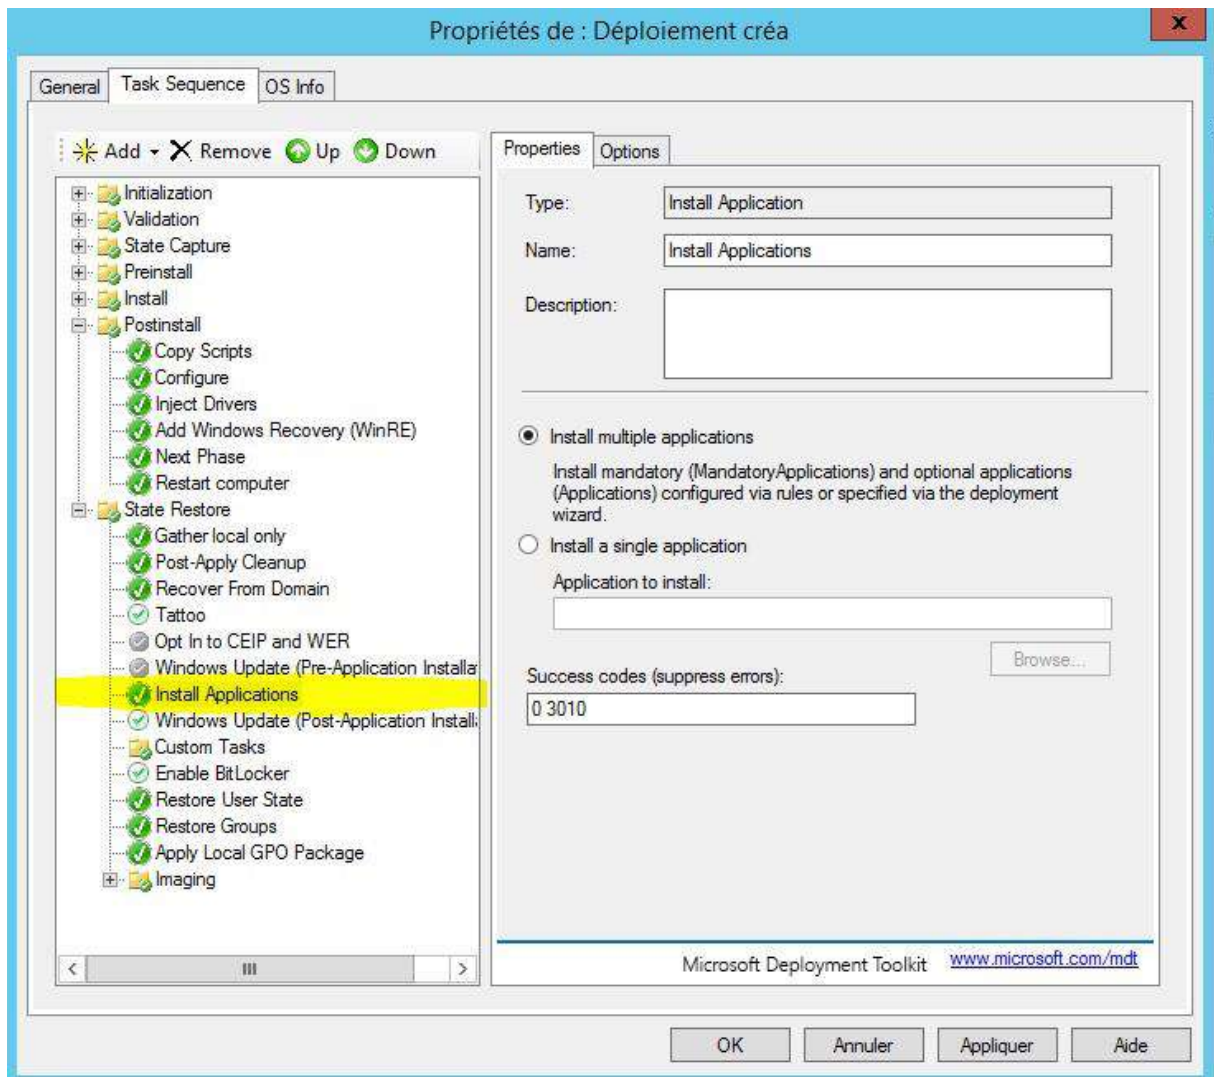 Propriétés de : Déploiement créa
x
General Task Sequence OS Info
Add Remove Up Down
Initialization
Validation
State Capture
Preinstall
Install
Postinstall
Copy Scripts
Configure
Inject Drivers
Add Windows Recovery (WinRE)
Next Phase
Restart computer
State Restore
Gather local only
Post-Apply Cleanup
Recover From Domain
Tattoo
Opt In to CEIP and WER
Windows Update (Pre-Application Installa
Install Applications
Windows Update (Post-Application Install
Custom Tasks
Enable BitLocker
Restore User State
Restore Groups
Apply Local GPO Package
Imaging
Properties Options
Type: Install Application
Name: Install Applications
Description:
Install multiple applications
Install mandatory (MandatoryApplications) and optional applications
(Applications) configured via rules or specified via the deployment
wizard.
Install a single application
Application to install:
Browse...
Success codes (suppress errors):
0 3010
Microsoft Deployment Toolkit www.microsoft.com/mdt
OK Annuler Appliquer Aide